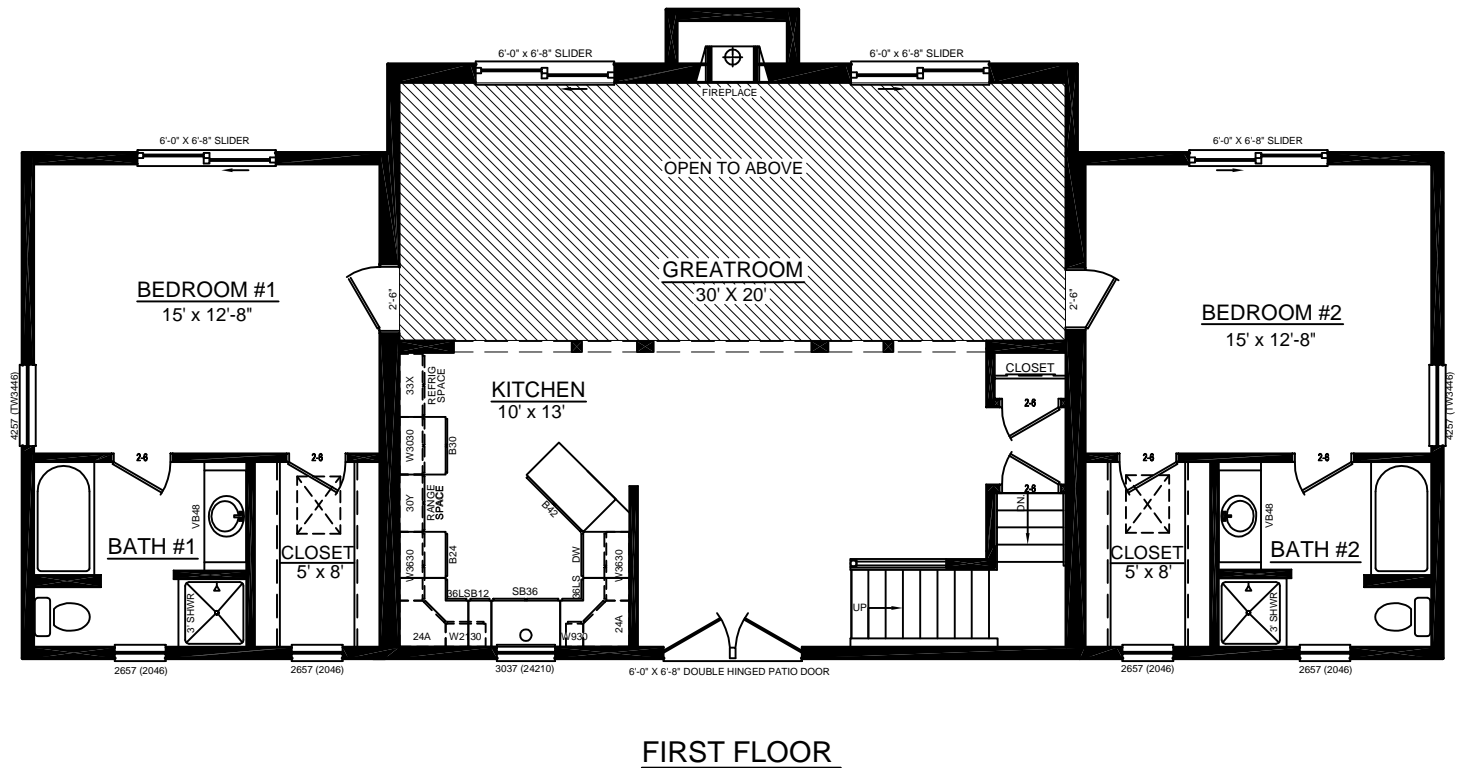 6'-0" x 6'-8" SLIDER
6'-0" x 6'-8" SLIDER
FIREPLACE
6'-0" X 6'-8" SLIDER
6'-0" X 6'-8" SLIDER
OPEN TO ABOVE
GREATROOM
30' X 20'
BEDROOM #1
15' x 12'-8"
2'-6"
2'-6"
BEDROOM #2
15' x 12'-8"
4257 (TW3446)
4257 (TW3446)
KITCHEN
10' x 13'
33X
REFRIG
SPACE
W3030
B30
30Y
RANGE
SPACE
W3630
B24
36LS
B12
SB36
36LS
DW
W3630
B42
24A
W2130
W930
24A
CLOSET
2-6
2-6
DN.
UP
2-6
2-6
2-6
2-6
VB48
BATH #1
3' SHWR
CLOSET
5' x 8'
CLOSET
5' x 8'
VB48
BATH #2
3' SHWR
2657 (2046)
2657 (2046)
3037 (24210)
6'-0" X 6'-8" DOUBLE HINGED PATIO DOOR
2657 (2046)
2657 (2046)
FIRST FLOOR